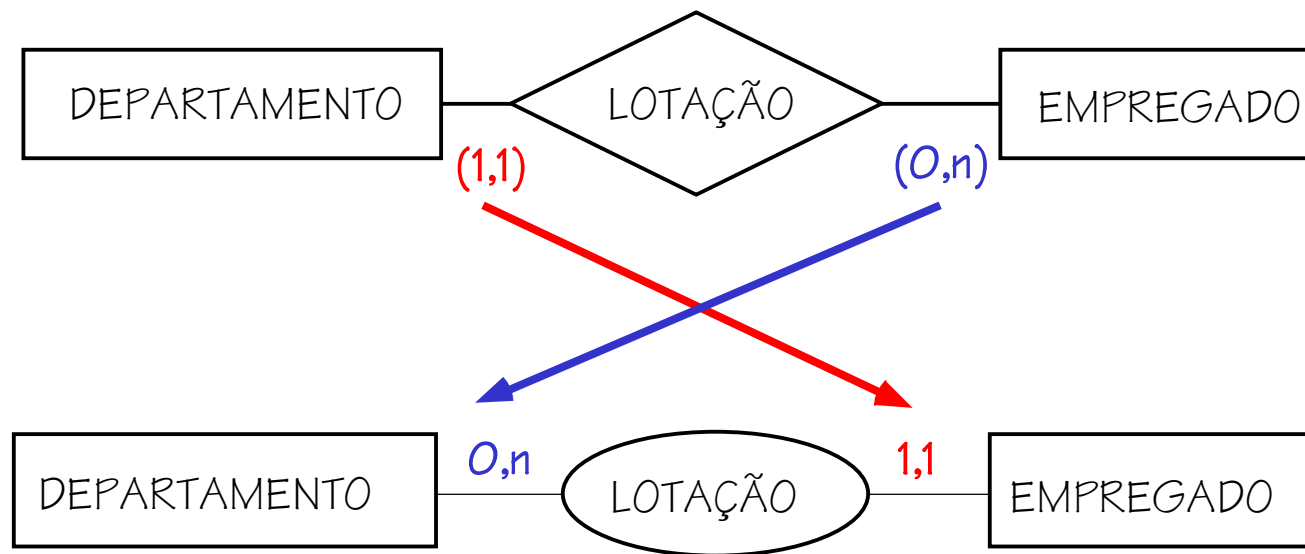 DEPARTAMENTO LOTAÇÃO EMPREGADO
(1,1) (0,n)
0,n 1,1
DEPARTAMENTO LOTAÇÃO EMPREGADO